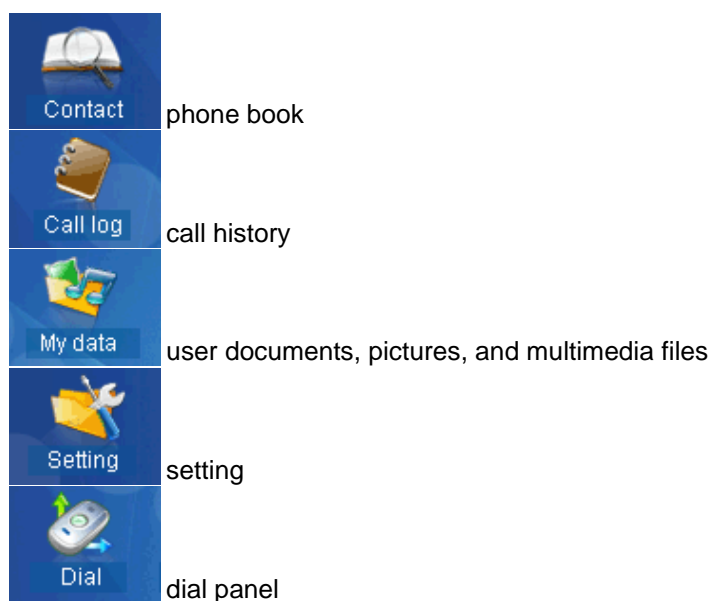 Contact
phone book
Call log
call history
My data
user documents, pictures, and multimedia files
Setting
setting
Dial
dial panel